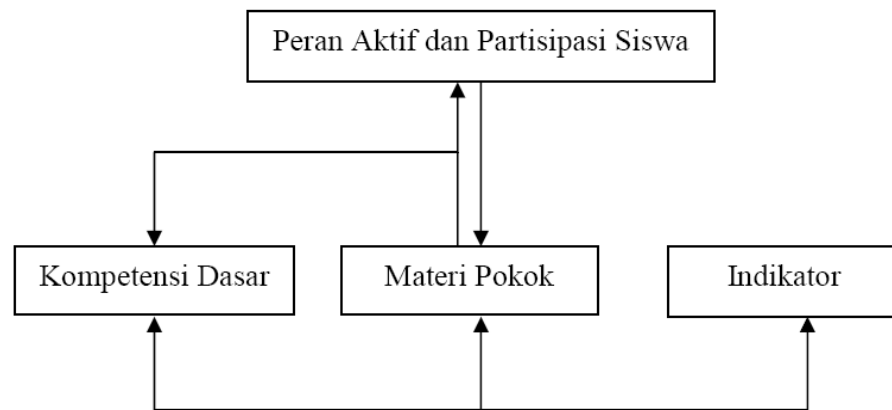 Peran Aktif dan Partisipasi Siswa
Kompetensi Dasar
Materi Pokok
Indikator